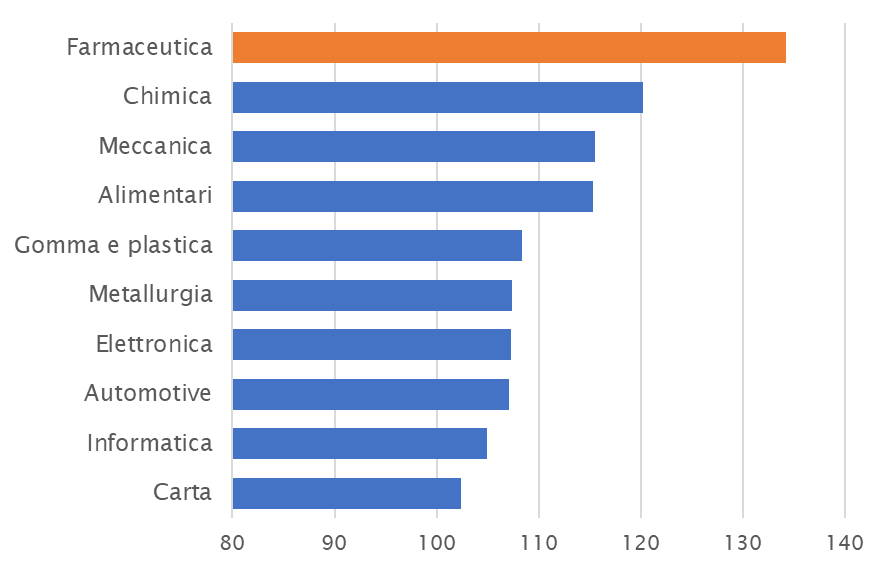 Farmaceutica
Chimica
Meccanica
Alimentari
Gomma e plastica
Metallurgia
Elettronica
Automotive
Informatica
Carta
80 90 100 110 120 130 140